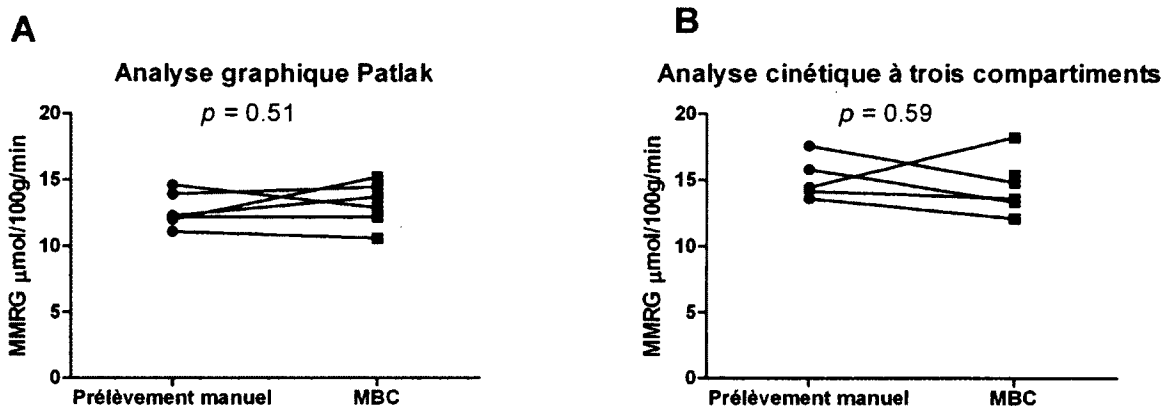 A
Analyse graphique Patlak
p = 0.51
20
15
10
5
0
MMRG µmol/100g/min
Prélèvement manuel
MBC
B
Analyse cinétique à trois compartiments
p = 0.59
20
15
10
5
0
MMRG µmol/100g/min
Prélèvement manuel
MBC